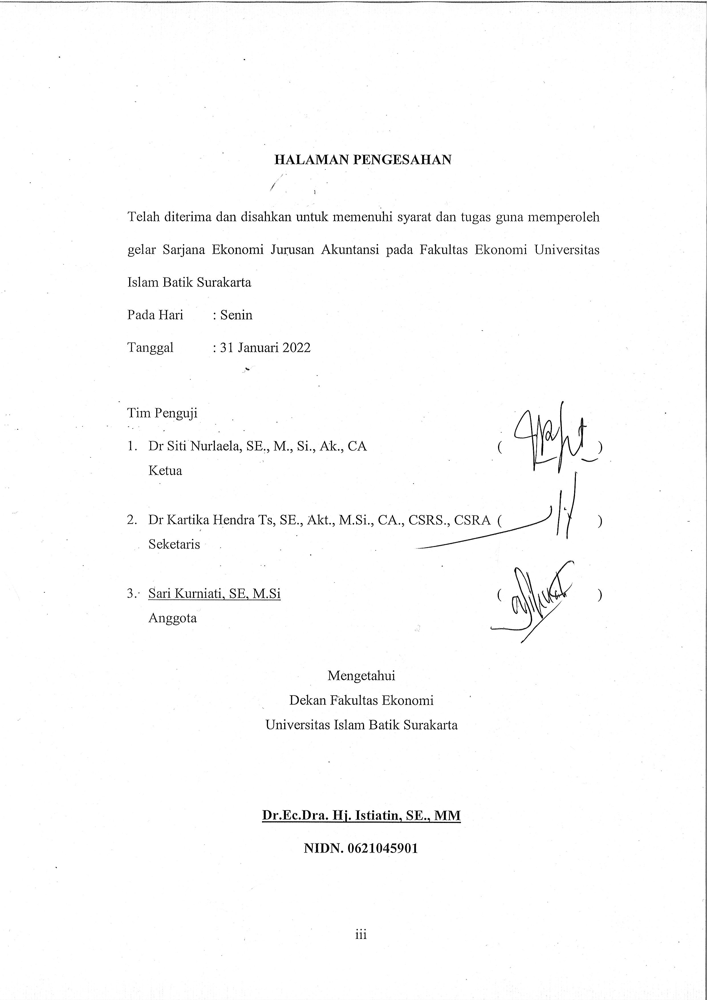 HALAMAN PENGESAHAN
Telah diterima dan disahkan untuk memenuhi syarat dan tugas guna memperoleh
gelar Sarjana Ekonomi Jurusan Akuntansi pada Fakultas Ekonomi Universitas
Islam Batik Surakarta
Pada Hari : Senin
Tanggal : 31 Januari 2022
Tim Penguji
1. Dr Siti Nurlaela, SE., M., Si., Ak., CA ( )
Ketua
2. Dr Kartika Hendra Ts, SE., Akt., M.Si., CA., CSRS., CSRA ( )
Seketaris
3. Sari Kurniati, SE, M.Si ( )
Anggota
Mengetahui
Dekan Fakultas Ekonomi
Universitas Islam Batik Surakarta
Dr.Ec.Dra. Hj. Istiatin, SE., MM
NIDN. 0621045901
iii